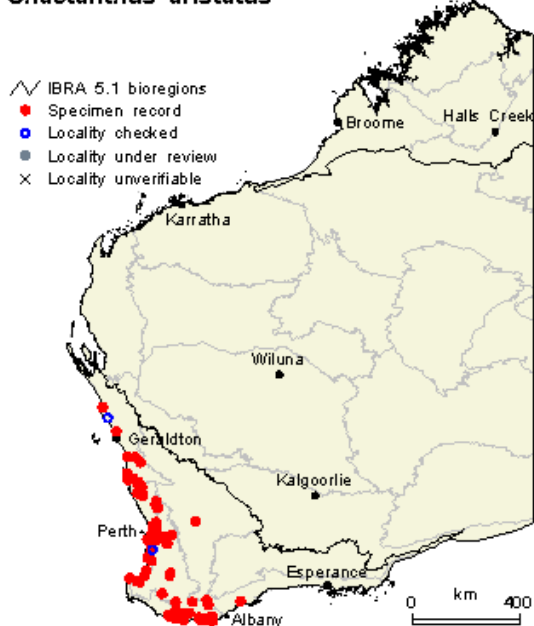 IBRA 5.1 bioregions
Specimen record
Locality checked
Locality under review
Locality unverifiable
Broome
Halls Creek
Karratha
Wiluna
Geraldton
Kalgoorlie
Perth
Esperance
Albany
km
0 400